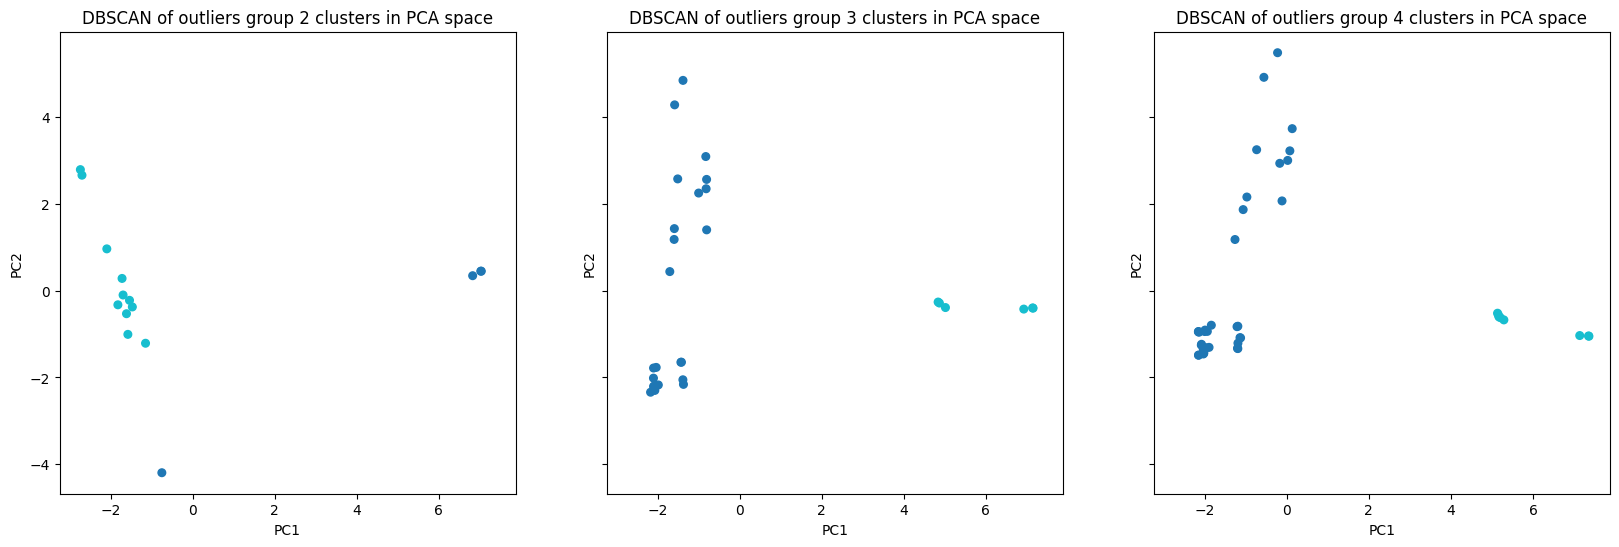 DBSCAN of outliers group 2 clusters in PCA space
DBSCAN of outliers group 3 clusters in PCA space
DBSCAN of outliers group 4 clusters in PCA space
4
2
0
−2
−4
PC2
PC2
PC2
−2 0 2 4 6
−2 0 2 4 6
−2 0 2 4 6
PC1
PC1
PC1